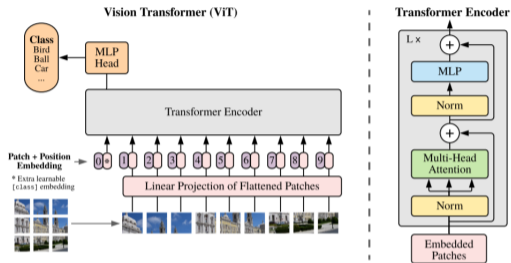 Vision Transformer (ViT)
Class
Bird
Ball
Car
...
MLP
Head
Transformer Encoder
Patch + Position
Embedding
* Extra learnable
[class] embedding
0 * 1 2 3 4 5 6 7 8 9
Linear Projection of Flattened Patches
Transformer Encoder
L ×
+
MLP
Norm
+
Multi-Head
Attention
Norm
Embedded
Patches